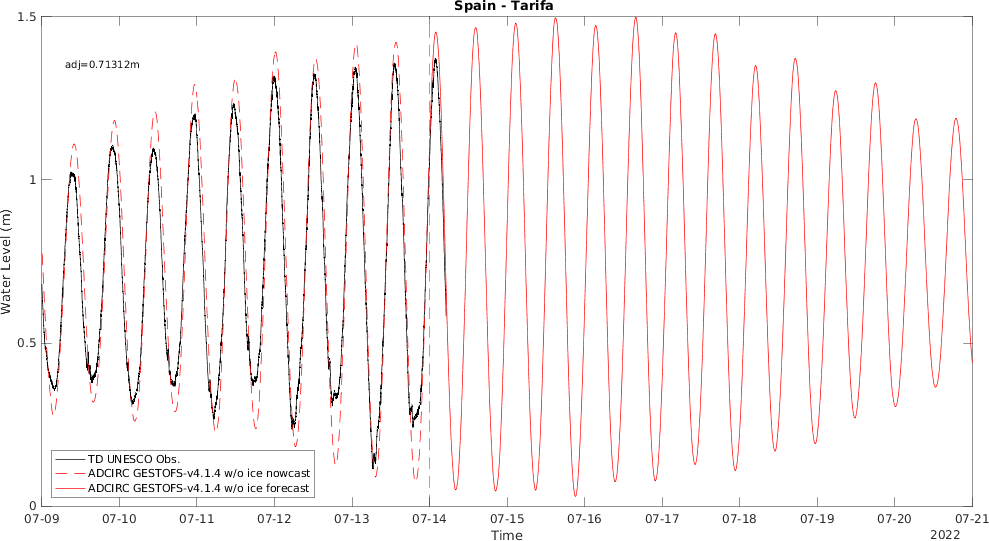 Spain - Tarifa
1.5
adj=0.71312m
1
Water Level (m)
0.5
TD UNESCO Obs.
ADCIRC GESTOFS-v4.1.4 w/o ice nowcast
ADCIRC GESTOFS-v4.1.4 w/o ice forecast
0
07-09 07-10 07-11 07-12 07-13 07-14 07-15 07-16 07-17 07-18 07-19 07-20 07-21
Time
2022